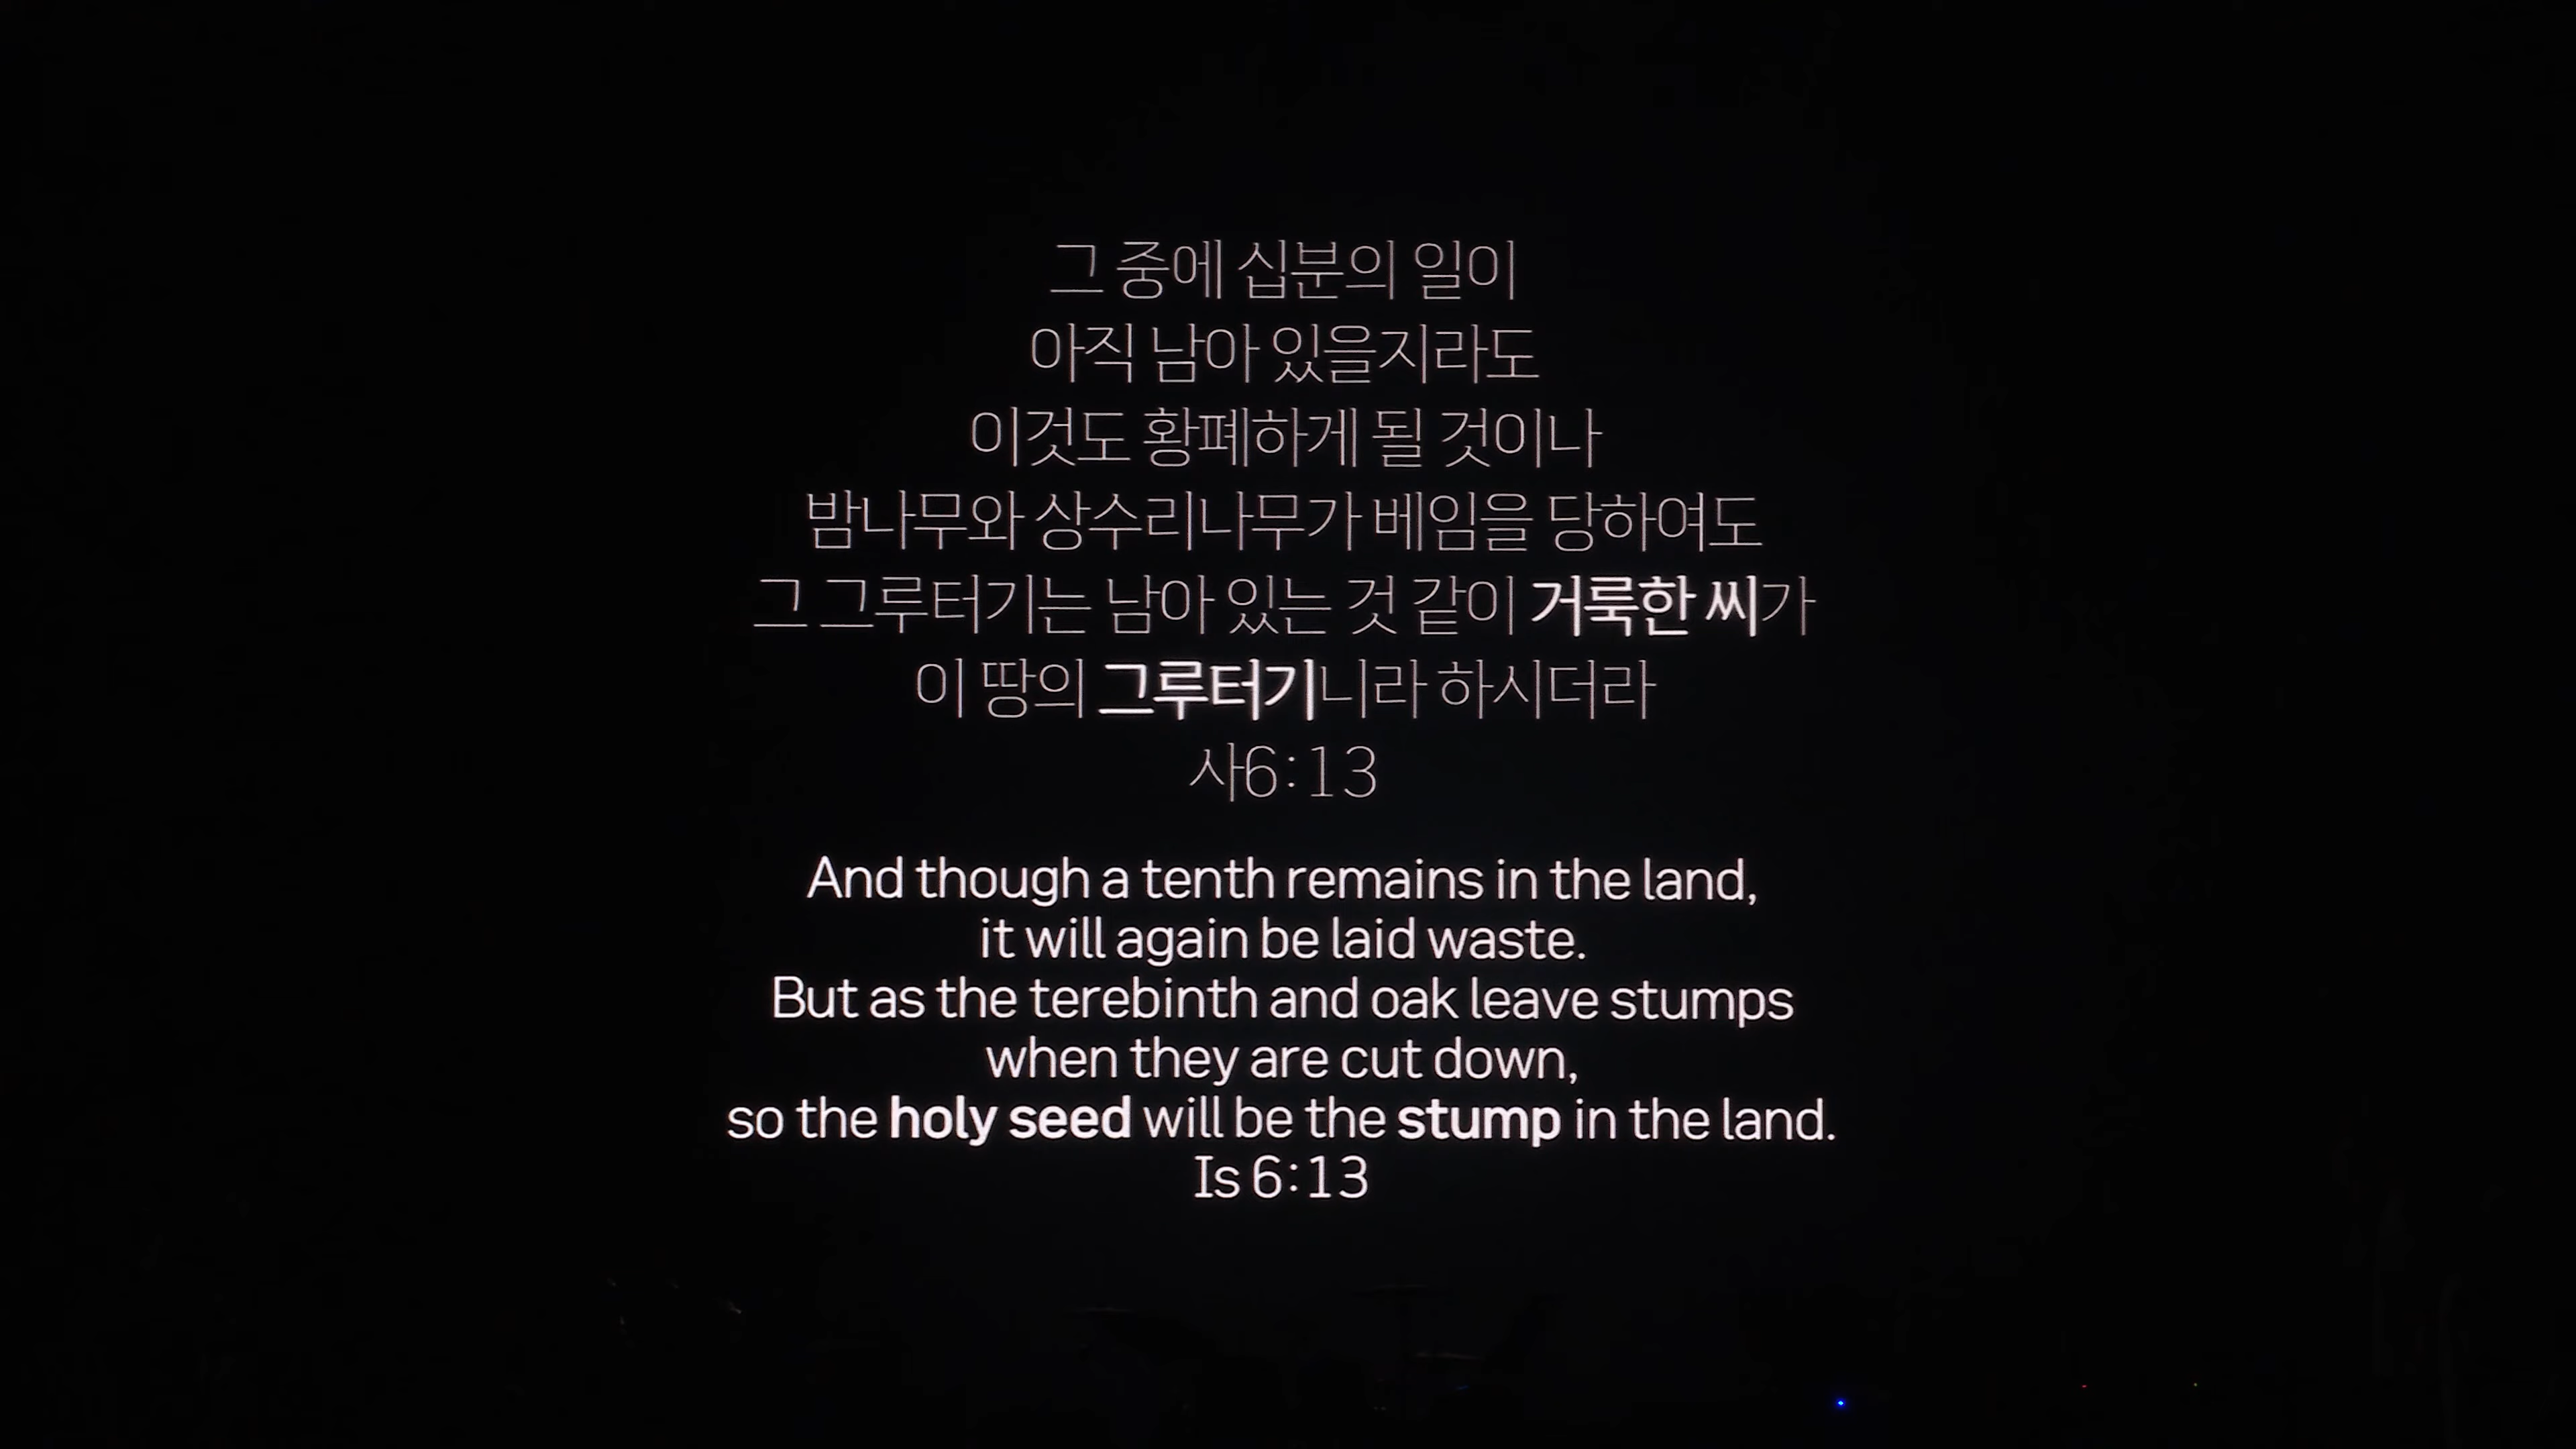 그 중에 십분의 일이
아직 남아 있을지라도
이것도 황폐하게 될 것이나
밤나무와 상수리나무가 베임을 당하여도
그 그루터기는 남아 있는 것 같이 거룩한 씨가
이 땅의 그루터기니라 하시더라
사6:13
And though a tenth remains in the land,
it will again be laid waste.
But as the terebinth and oak leave stumps
when they are cut down,
so the holy seed will be the stump in the land.
Is 6:13